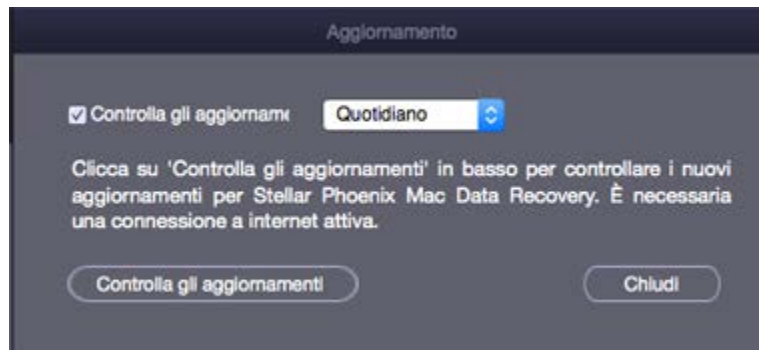 Aggiornamento
Controlla gli aggiorname Quotidiano
Clicca su 'Controlla gli aggiornamenti' in basso per controllare i nuovi
aggiornamenti per Stellar Phoenix Mac Data Recovery. È necessaria
una connessione a internet attiva.
Controlla gli aggiornamenti Chiudi